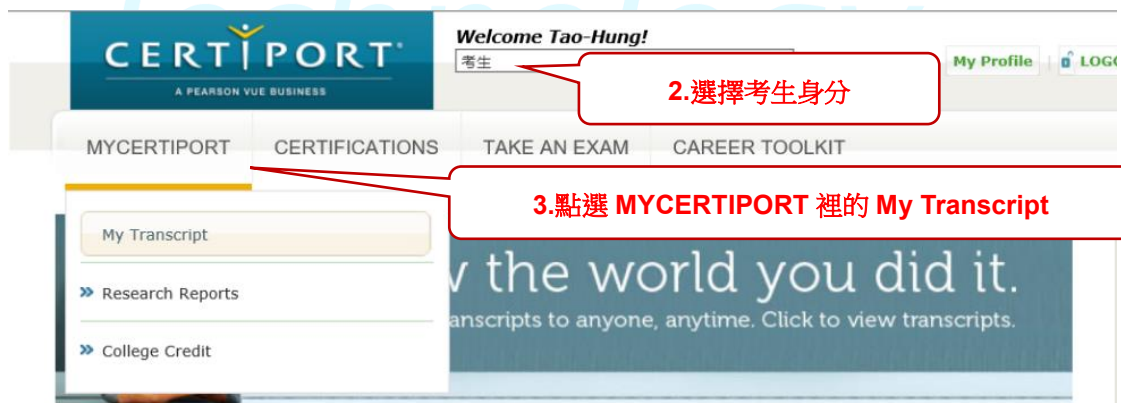 Technology
Welcome Tao-Hung!
CERTIPORT
A PEARSON VUE BUSINESS
考生
My Profile
2.選擇考生身分
MYCERTIPORT CERTIFICATIONS TAKE AN EXAM CAREER TOOLKIT
3.點選 MYCERTIPORT 裡的 My Transcript
My Transcript
the world you did it.
» Research Reports
anscripts to anyone, anytime. Click to view transcripts.
» College Credit